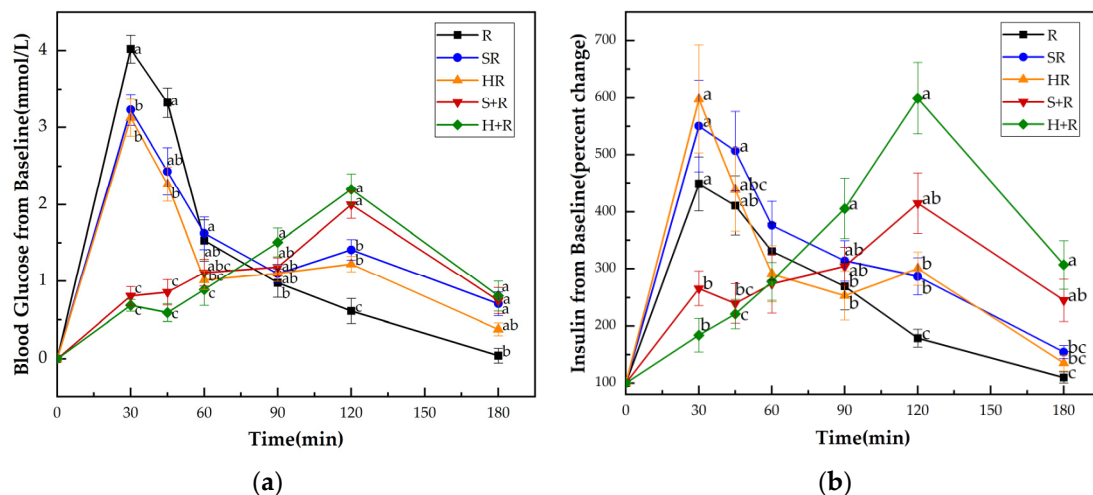 Blood Glucose from Baseline(mmol/L)
4
3
2
1
0
0 30 60 90 120 150 180
Time(min)
R
SR
HR
S+R
H+R
a
a
b
b
ab
b
a
ab
abc
bc
c
c
c
c
c
a
ab
ab
b
a
a
b
b
c
a
a
a
ab
b
(a)
Insulin from Baseline(percent change)
700
600
500
400
300
200
100
0 30 60 90 120 150 180
Time(min)
R
SR
HR
S+R
H+R
a
a
a
a
abc
ab
b
b
bc
c
a
ab
ab
b
b
a
ab
b
b
c
a
ab
bc
bc
c
(b)